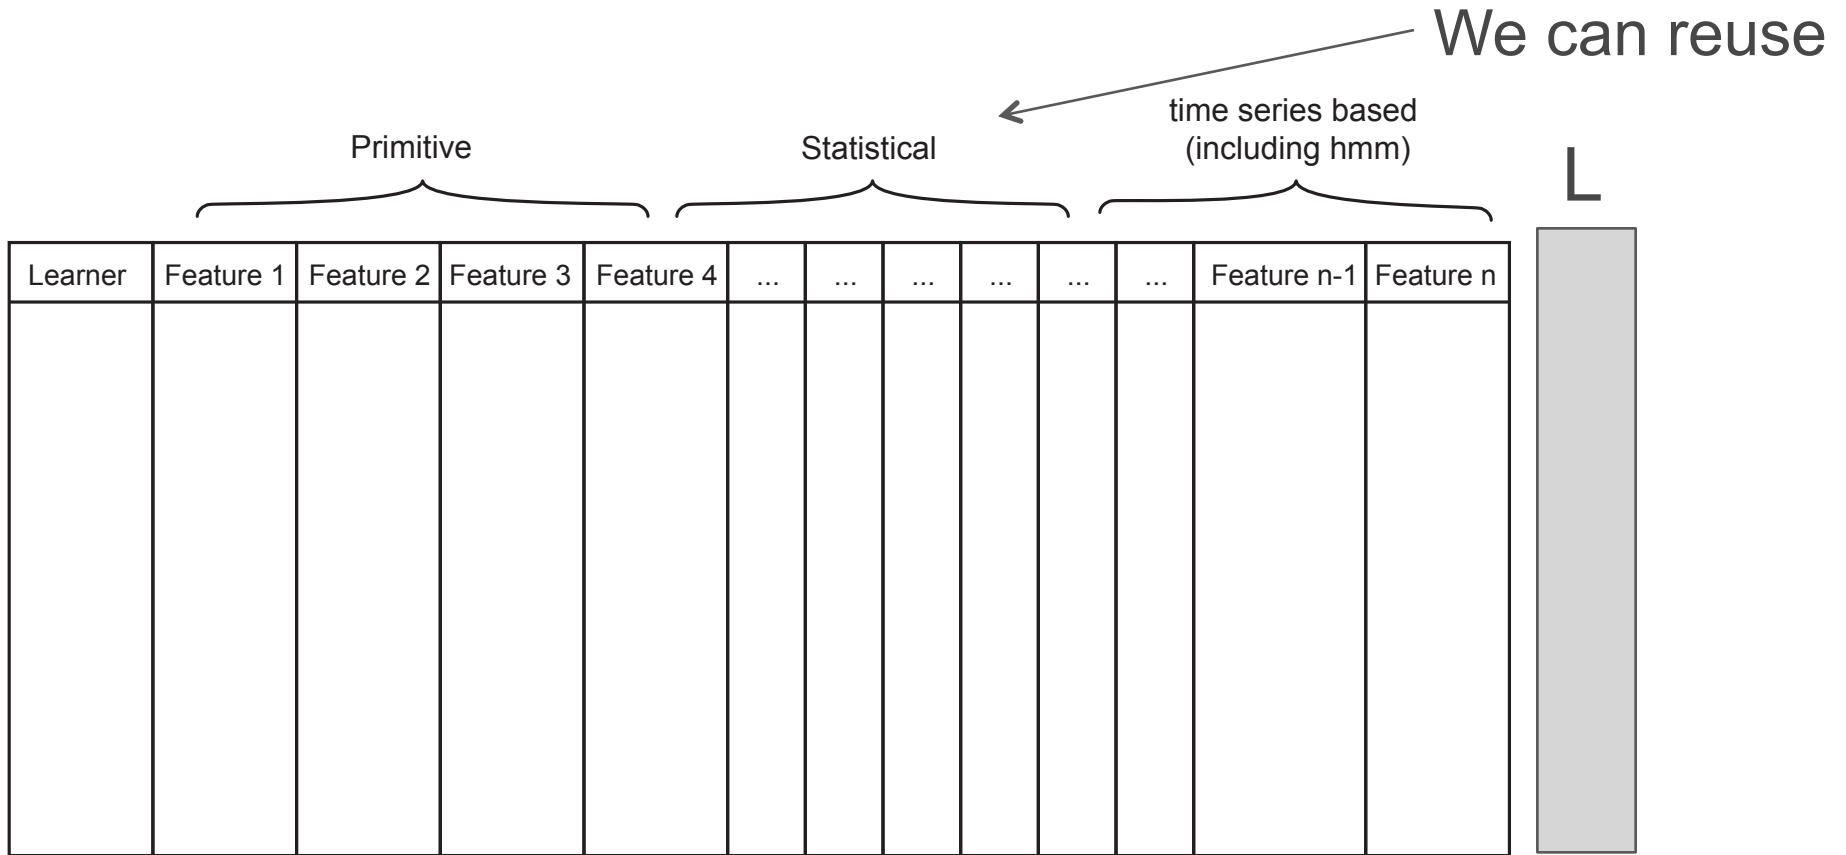 We can reuse
time series based
Primitive Statistical (including hmm)
L
Learner Feature 1 Feature 2 Feature 3 Feature 4 ... ... ... ... ... ... Feature n-1 Feature n